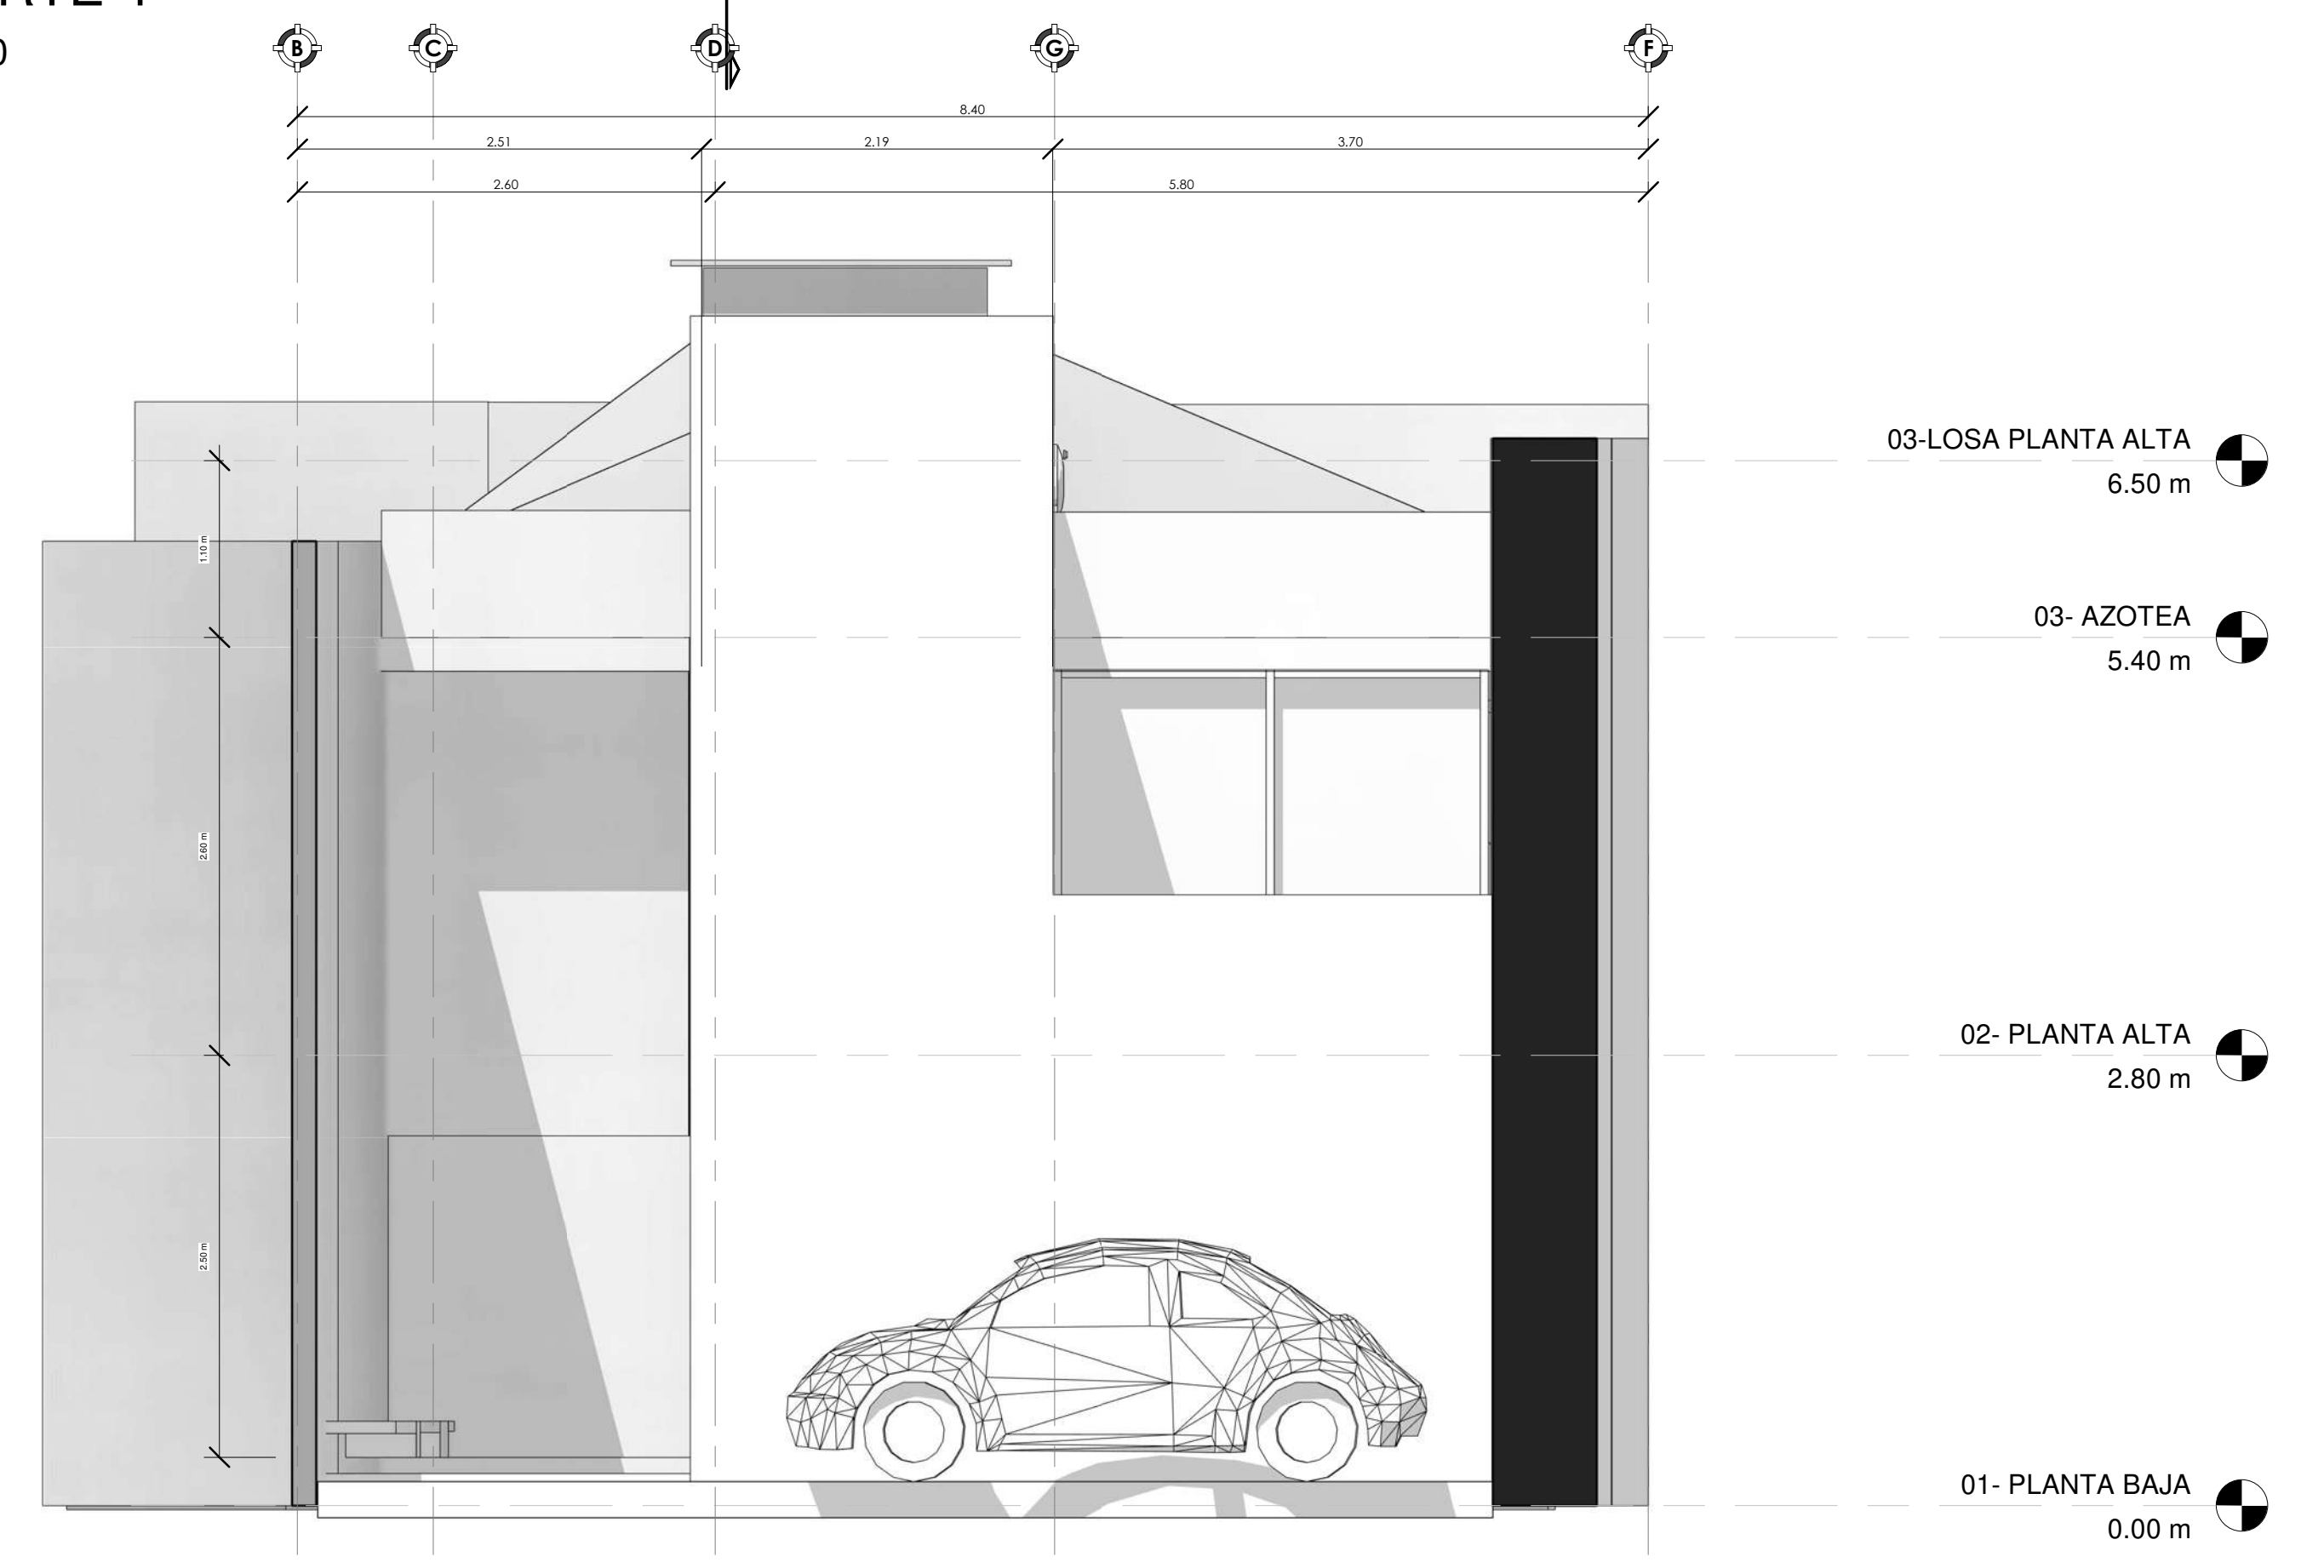 B C D G F
8.40
2.51 2.19 3.70
2.60 5.80
03-LOSA PLANTA ALTA
6.50 m
1.10 m
03- AZOTEA
5.40 m
2.60 m
02- PLANTA ALTA
2.80 m
2.50 m
01- PLANTA BAJA
0.00 m